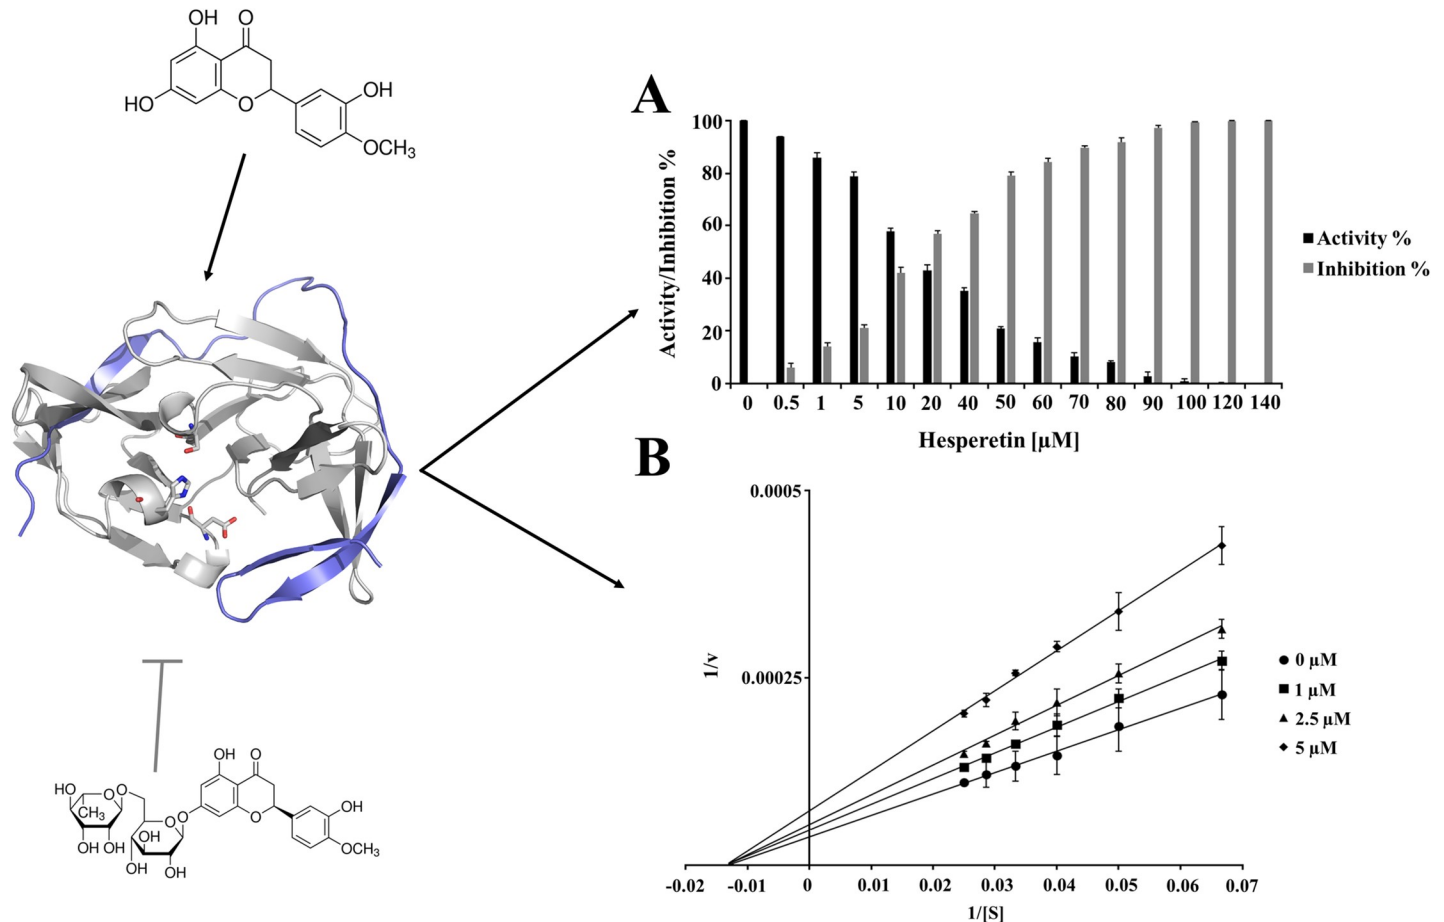 OH O
HO
O
OH
OCH₃
A
Activity/Inhibition %
100
80
60
40
20
0
0 0.5 1 5 10 20 40 50 60 70 80 90 100 120 140
Hesperetin [µM]
Activity %
Inhibition %
B
1/v
0.0005
0.00025
-0.02 -0.01 0 0.01 0.02 0.03 0.04 0.05 0.06 0.07
1/[S]
0 µM
1 µM
2.5 µM
5 µM
OH O
HO O O
CH₃
O O
O
OH
OH OH
OH
OCH₃
OH
OH